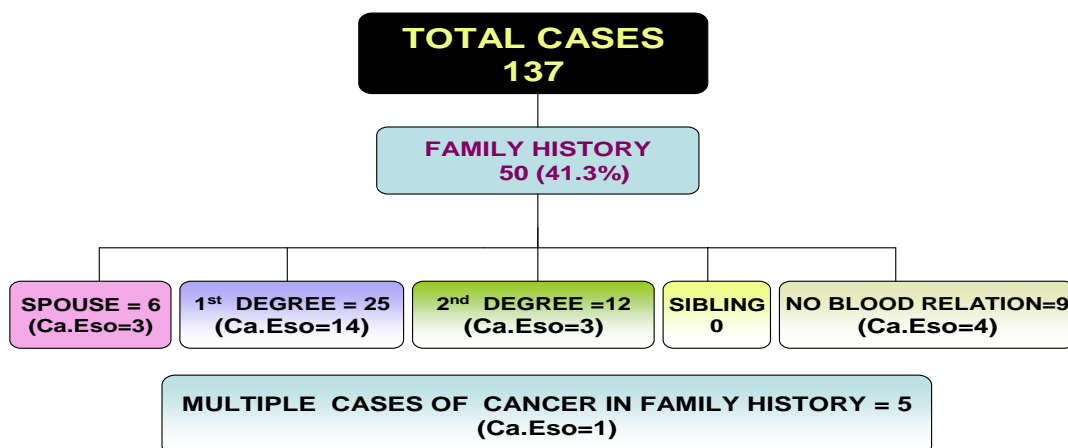 TOTAL CASES
137
FAMILY HISTORY
50 (41.3%)
SPOUSE = 6
(Ca.Eso=3)
1st DEGREE = 25
(Ca.Eso=14)
2nd DEGREE =12
(Ca.Eso=3)
SIBLING
0
NO BLOOD RELATION=9
(Ca.Eso=4)
MULTIPLE CASES OF CANCER IN FAMILY HISTORY = 5
(Ca.Eso=1)